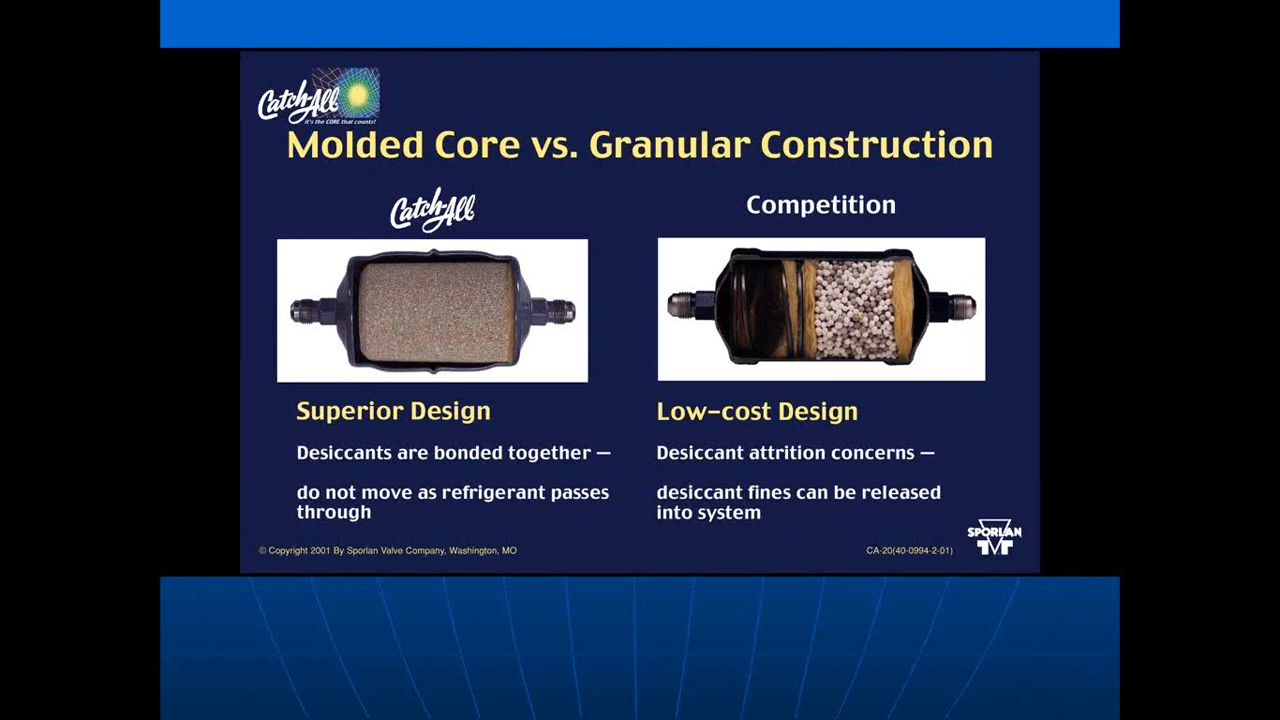 Catch-All
It's the CORE that counts!
Molded Core vs. Granular Construction
Catch-All
Competition
Superior Design
Low-cost Design
Desiccants are bonded together —
do not move as refrigerant passes
through
Desiccant attrition concerns —
desiccant fines can be released
into system
SPORLAN
© Copyright 2001 By Sporlan Valve Company, Washington, MO
CA-20(40-0994-2-01)